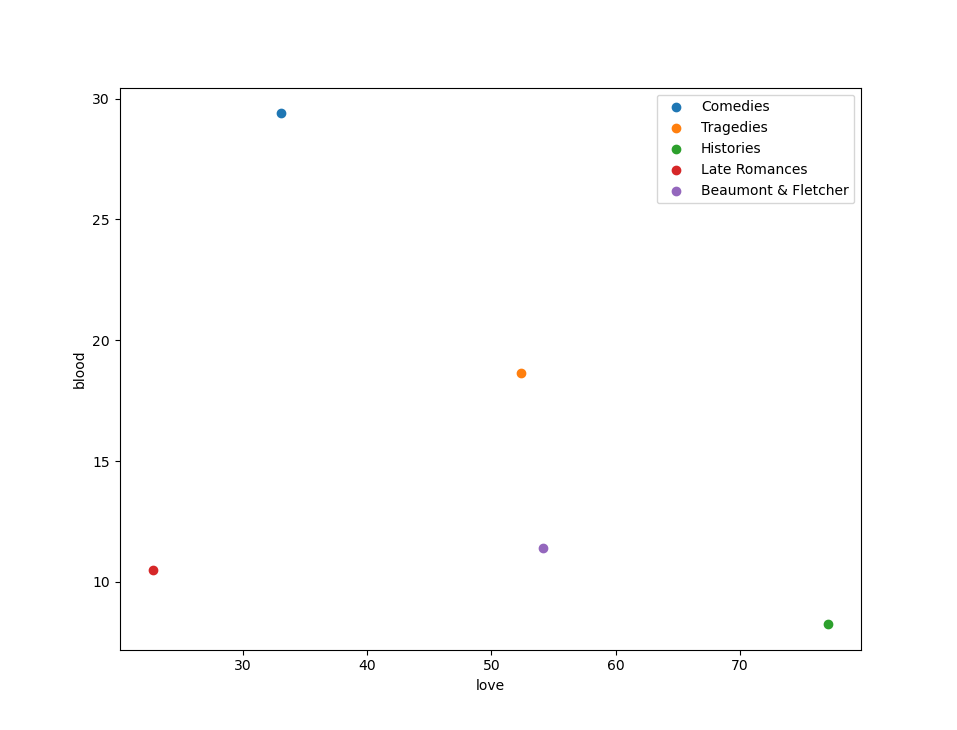 30
25
20
15
10
blood
30
40
50
60
70
love
Comedies
Tragedies
Histories
Late Romances
Beaumont & Fletcher